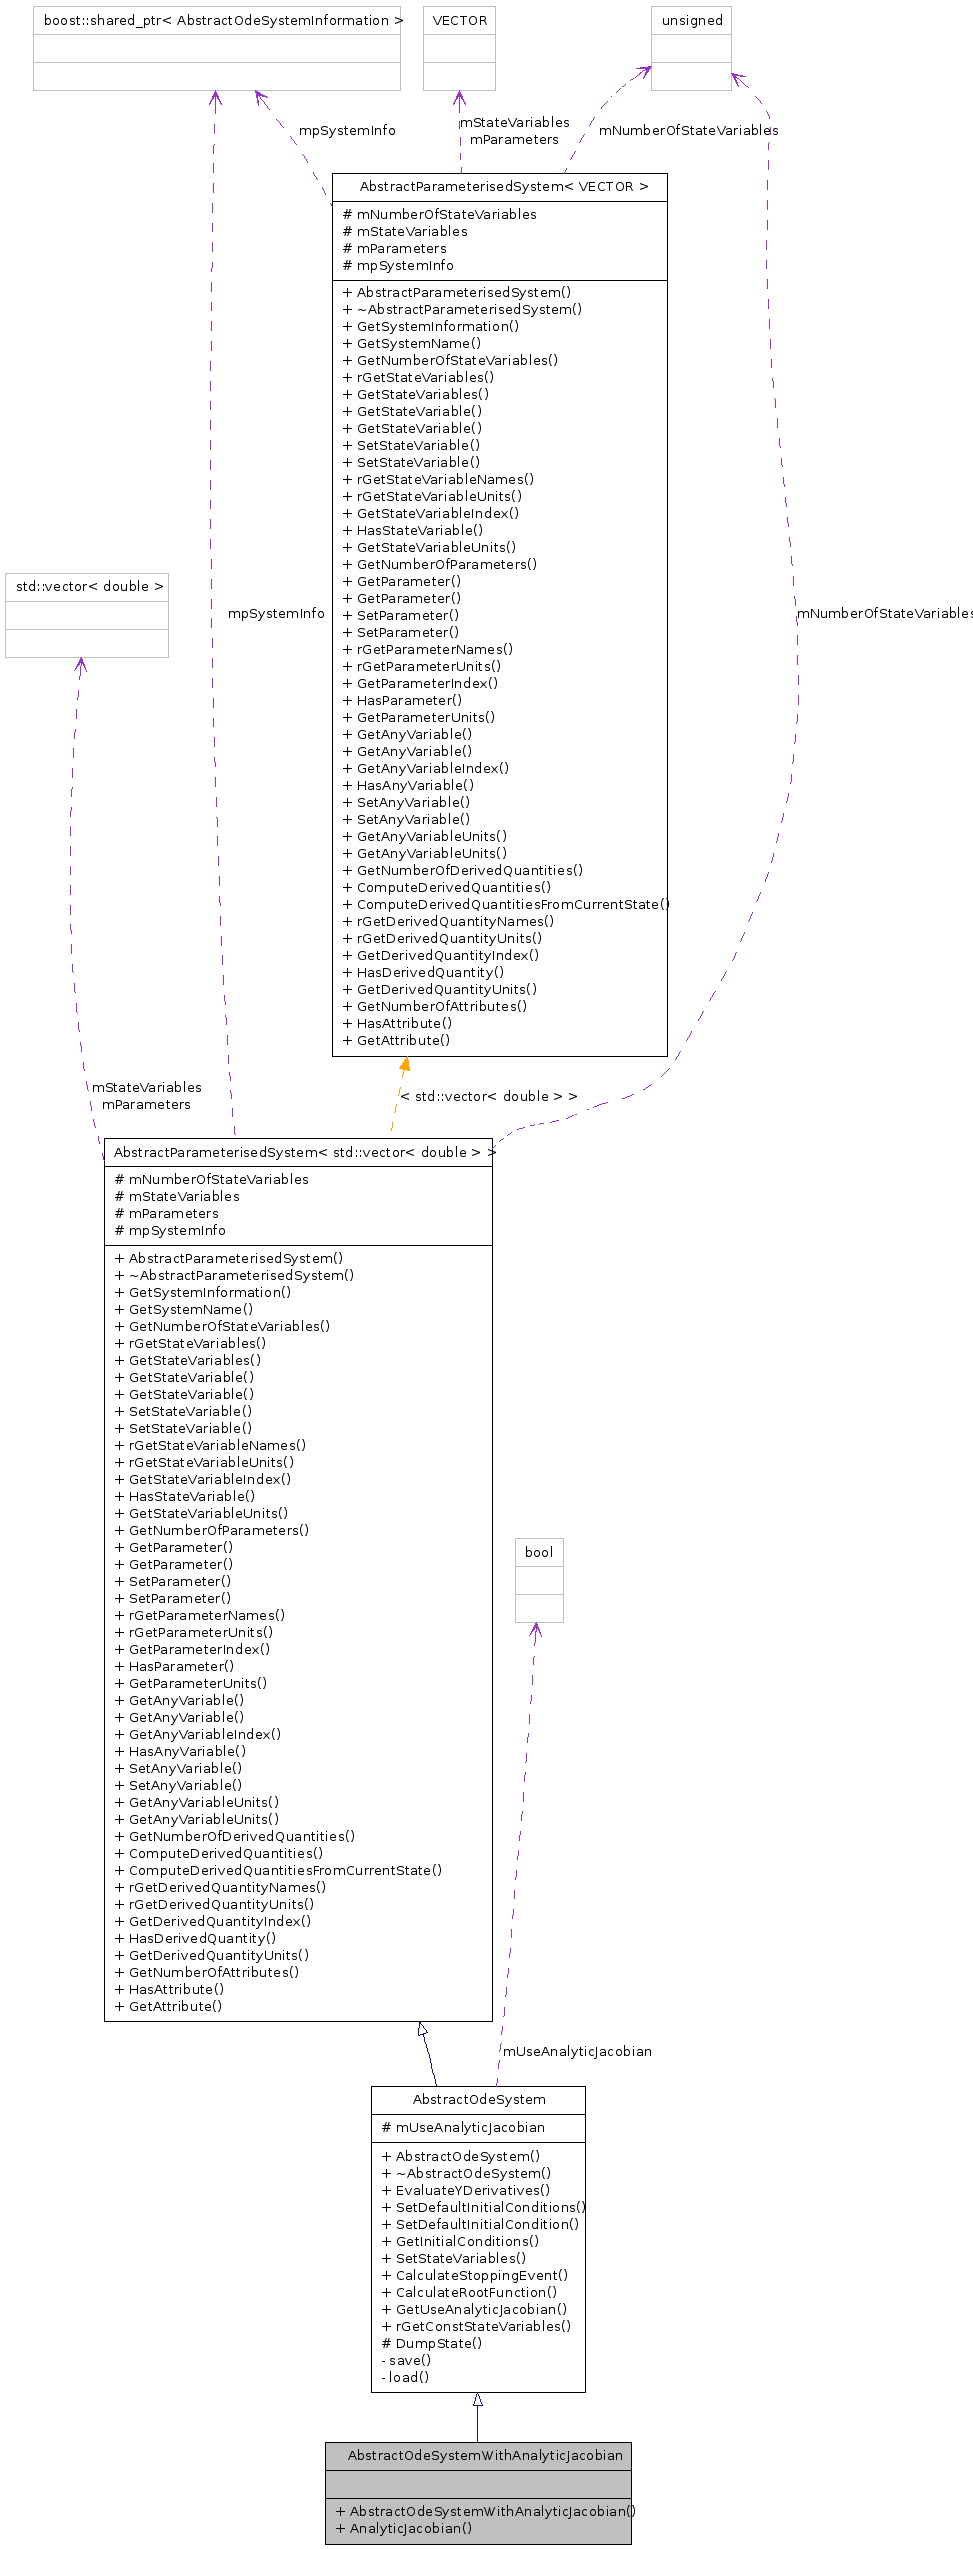 boost::shared_ptr< AbstractOdeSystemInformation >
VECTOR
unsigned
mpSystemInfo
mStateVariables
mParameters
mNumberOfStateVariables
AbstractParameterisedSystem< VECTOR >
# mNumberOfStateVariables
# mStateVariables
# mParameters
# mpSystemInfo
+ AbstractParameterisedSystem()
+ ~AbstractParameterisedSystem()
+ GetSystemInformation()
+ GetSystemName()
+ GetNumberOfStateVariables()
+ rGetStateVariables()
+ GetStateVariables()
+ GetStateVariable()
+ GetStateVariable()
+ SetStateVariable()
+ SetStateVariable()
+ rGetStateVariableNames()
+ rGetStateVariableUnits()
+ GetStateVariableIndex()
+ HasStateVariable()
+ GetStateVariableUnits()
+ GetNumberOfParameters()
+ GetParameter()
+ GetParameter()
+ SetParameter()
+ SetParameter()
+ rGetParameterNames()
+ rGetParameterUnits()
+ GetParameterIndex()
+ HasParameter()
+ GetParameterUnits()
+ GetAnyVariable()
+ GetAnyVariable()
+ GetAnyVariableIndex()
+ HasAnyVariable()
+ SetAnyVariable()
+ SetAnyVariable()
+ GetAnyVariableUnits()
+ GetAnyVariableUnits()
+ GetNumberOfDerivedQuantities()
+ ComputeDerivedQuantities()
+ ComputeDerivedQuantitiesFromCurrentState()
+ rGetDerivedQuantityNames()
+ rGetDerivedQuantityUnits()
+ GetDerivedQuantityIndex()
+ HasDerivedQuantity()
+ GetDerivedQuantityUnits()
+ GetNumberOfAttributes()
+ HasAttribute()
+ GetAttribute()
std::vector< double >
mpSystemInfo
mNumberOfStateVariables
mStateVariables
mParameters
< std::vector< double > >
AbstractParameterisedSystem< std::vector< double > >
# mNumberOfStateVariables
# mStateVariables
# mParameters
# mpSystemInfo
+ AbstractParameterisedSystem()
+ ~AbstractParameterisedSystem()
+ GetSystemInformation()
+ GetSystemName()
+ GetNumberOfStateVariables()
+ rGetStateVariables()
+ GetStateVariables()
+ GetStateVariable()
+ GetStateVariable()
+ SetStateVariable()
+ SetStateVariable()
+ rGetStateVariableNames()
+ rGetStateVariableUnits()
+ GetStateVariableIndex()
+ HasStateVariable()
+ GetStateVariableUnits()
+ GetNumberOfParameters()
+ GetParameter()
+ GetParameter()
+ SetParameter()
+ SetParameter()
+ rGetParameterNames()
+ rGetParameterUnits()
+ GetParameterIndex()
+ HasParameter()
+ GetParameterUnits()
+ GetAnyVariable()
+ GetAnyVariable()
+ GetAnyVariableIndex()
+ HasAnyVariable()
+ SetAnyVariable()
+ SetAnyVariable()
+ GetAnyVariableUnits()
+ GetAnyVariableUnits()
+ GetNumberOfDerivedQuantities()
+ ComputeDerivedQuantities()
+ ComputeDerivedQuantitiesFromCurrentState()
+ rGetDerivedQuantityNames()
+ rGetDerivedQuantityUnits()
+ GetDerivedQuantityIndex()
+ HasDerivedQuantity()
+ GetDerivedQuantityUnits()
+ GetNumberOfAttributes()
+ HasAttribute()
+ GetAttribute()
bool
mUseAnalyticJacobian
AbstractOdeSystem
# mUseAnalyticJacobian
+ AbstractOdeSystem()
+ ~AbstractOdeSystem()
+ EvaluateYDerivatives()
+ SetDefaultInitialConditions()
+ SetDefaultInitialCondition()
+ GetInitialConditions()
+ SetStateVariables()
+ CalculateStoppingEvent()
+ CalculateRootFunction()
+ GetUseAnalyticJacobian()
+ rGetConstStateVariables()
# DumpState()
- save()
- load()
AbstractOdeSystemWithAnalyticJacobian
+ AbstractOdeSystemWithAnalyticJacobian()
+ AnalyticJacobian()